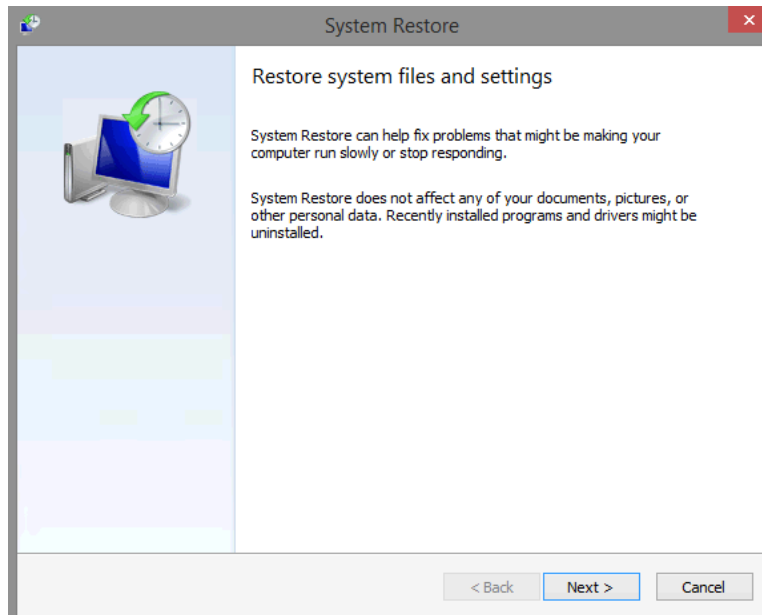 System Restore
Restore system files and settings
System Restore can help fix problems that might be making your
computer run slowly or stop responding.
System Restore does not affect any of your documents, pictures, or
other personal data. Recently installed programs and drivers might be
uninstalled.
< Back Next > Cancel